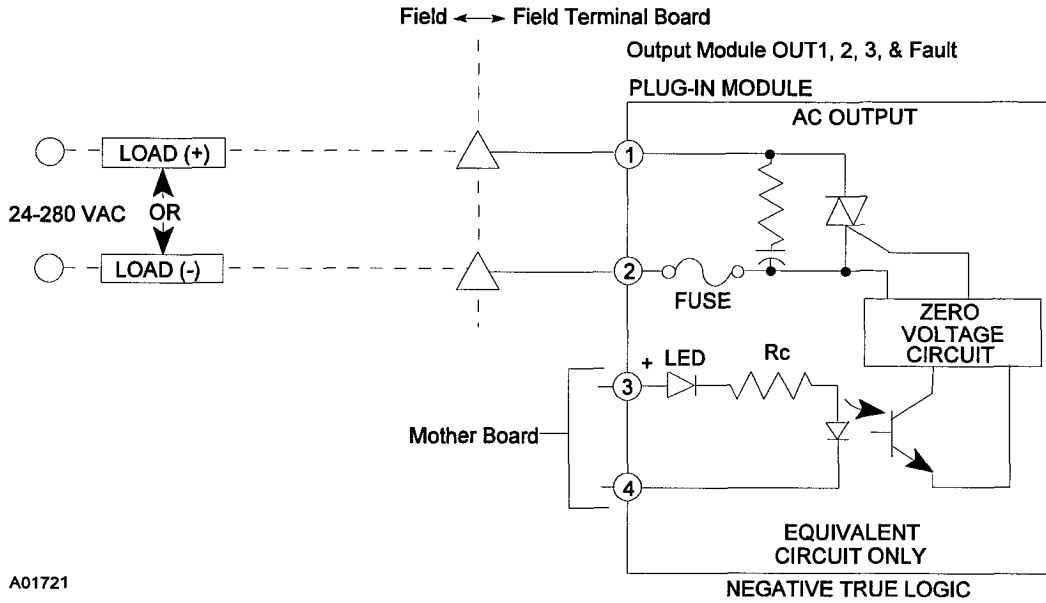 Field Field Terminal Board
Output Module OUT1, 2, 3, & Fault
PLUG-IN MODULE
AC OUTPUT
LOAD (+)
1
24-280 VAC OR
LOAD (-)
2
FUSE
ZERO
VOLTAGE
CIRCUIT
+ LED Rc
3
Mother Board
4
EQUIVALENT
CIRCUIT ONLY
A01721
NEGATIVE TRUE LOGIC